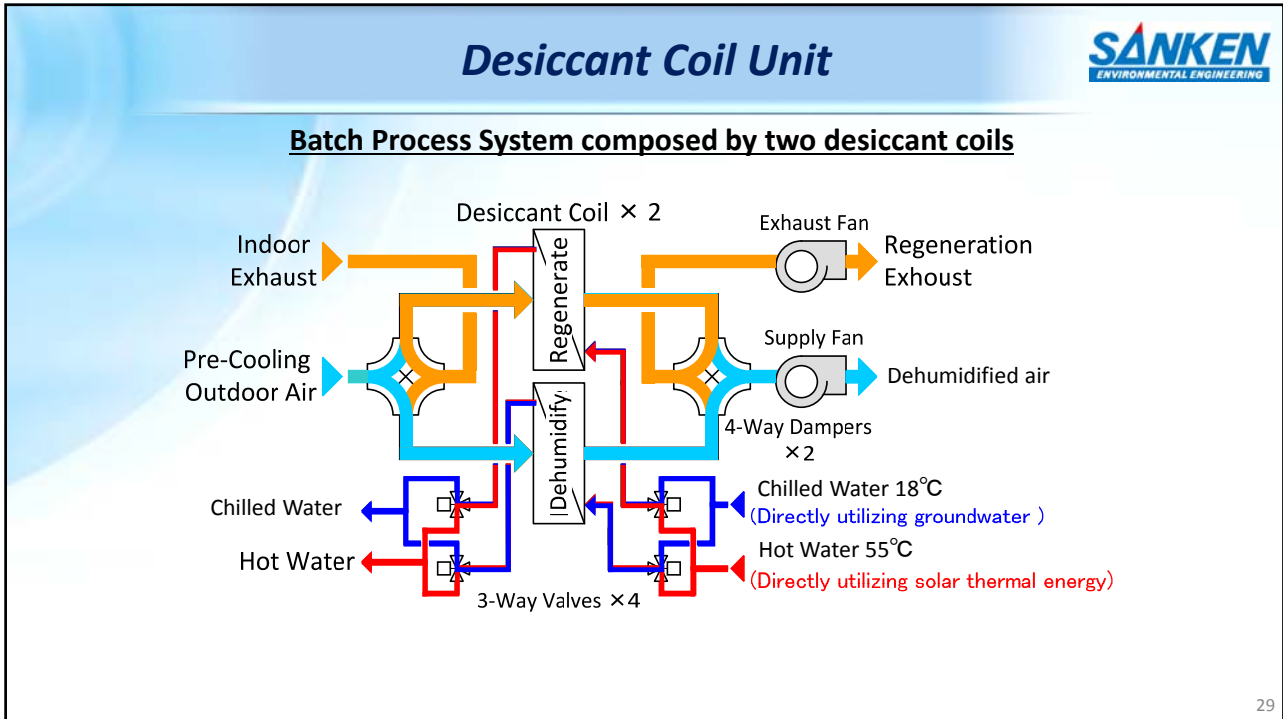 Desiccant Coil Unit
SANKEN
ENVIRONMENTAL ENGINEERING
Batch Process System composed by two desiccant coils
Desiccant Coil × 2
Indoor
Exhaust
Regenerate
Exhaust Fan
Regeneration
Exhoust
Pre-Cooling
Outdoor Air
Supply Fan
Dehumidified air
Dehumidify
4-Way Dampers
×2
Chilled Water
Hot Water
Chilled Water 18℃
(Directly utilizing groundwater )
Hot Water 55℃
(Directly utilizing solar thermal energy)
3-Way Valves ×4
29